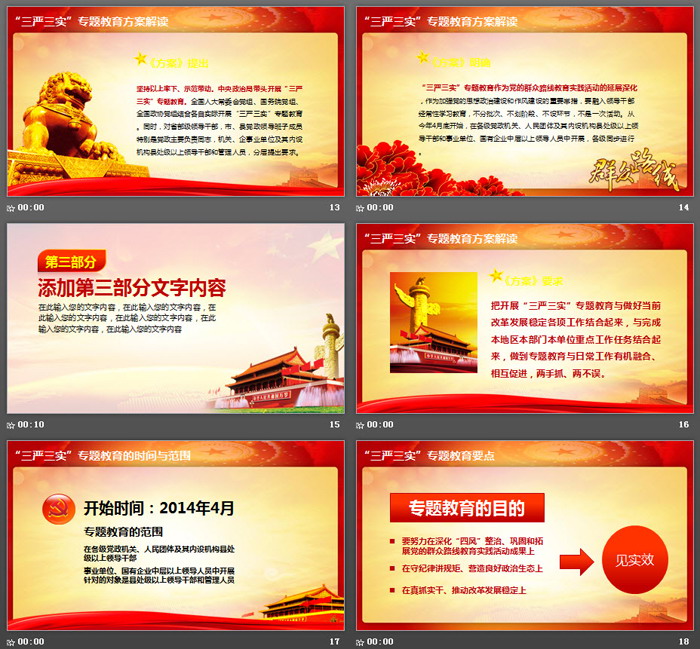 “三严三实”专题教育方案解读
《方案》提出
坚持以上率下、示范带动。中央政治局带头开展“三严
三实”专题教育。全国人大常委会党组、国务院党组、
全国政协党组结合各自实际开展“三严三实”专题教育
。同时，对省部级领导干部，市、县党政领导班子成员
特别是党政主要负责同志，机关、企事业单位及其内设
机构县处级以上领导干部和管理人员，分层提出要求。
00:00
13
“三严三实”专题教育方案解读
《方案》明确
“三严三实”专题教育作为党的群众路线教育实践活动的延展深化
，作为加强党的思想政治建设和作风建设的重要举措，要融入领导干部
经常性学习教育，不分批次、不划阶段、不设环节，不是一次活动。从
今年4月底开始，在各级党政机关、人民团体及其内设机构县处级以上领
导干部和事业单位、国有企业中层以上领导人员中开展，各级同步进行
。
群众路线
00:00
14
第三部分
添加第三部分文字内容
在此输入您的文字内容，在此输入您的文字内容，在此
输入您的文字内容，在此输入您的文字内容，在此
输入您的文字内容，在此输入您的文字内容
00:10
15
“三严三实”专题教育方案解读
《方案》要求
把开展“三严三实”专题教育与做好当前
改革发展稳定各项工作结合起来，与完成
本地区本部门本单位重点工作任务结合起
来，做到专题教育与日常工作有机融合、
相互促进，两手抓、两不误。
00:00
16
“三严三实”专题教育的时间与范围
开始时间：2014年4月
专题教育的范围
在各级党政机关、人民团体及其内设机构县处
级以上领导干部
事业单位、国有企业中层以上领导人员中开展
针对的对象是县处级以上领导干部和管理人员
00:00
17
“三严三实”专题教育要点
专题教育的目的
要努力在深化“四风”整治、巩固和拓
展党的群众路线教育实践活动成果上
在守纪律讲规矩、营造良好政治生态上
在真抓实干、推动改革发展稳定上
见实效
00:00
18